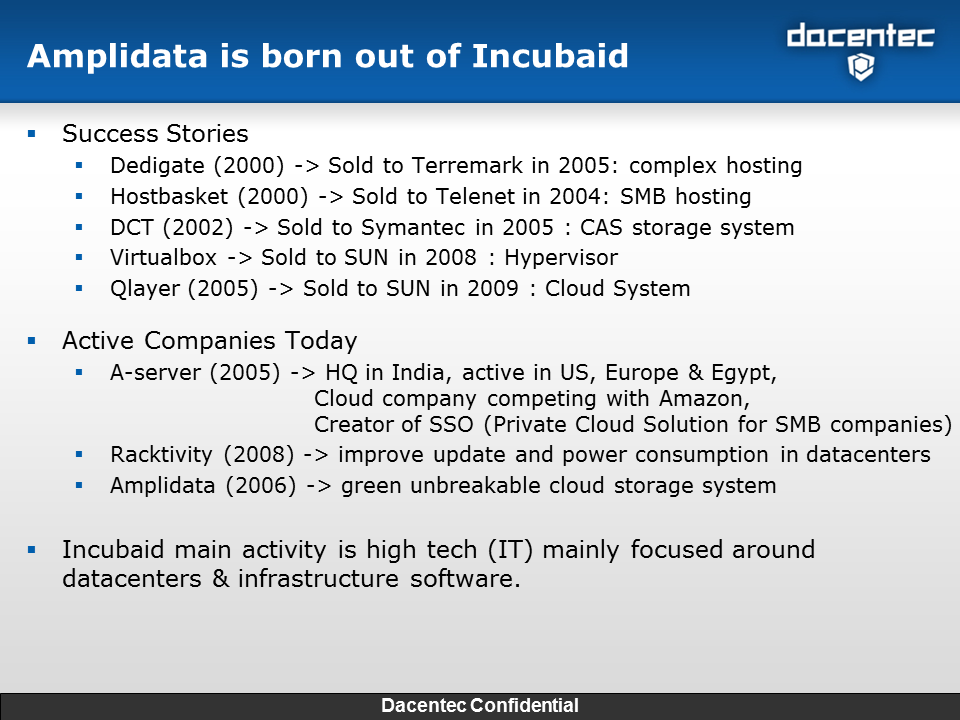 Amplidata is born out of Incubaid
dacentec
Success Stories
Dedigate (2000) -> Sold to Terremark in 2005: complex hosting
Hostbasket (2000) -> Sold to Telenet in 2004: SMB hosting
DCT (2002) -> Sold to Symantec in 2005 : CAS storage system
Virtualbox -> Sold to SUN in 2008 : Hypervisor
Qlayer (2005) -> Sold to SUN in 2009 : Cloud System
Active Companies Today
A-server (2005) -> HQ in India, active in US, Europe & Egypt,
Cloud company competing with Amazon,
Creator of SSO (Private Cloud Solution for SMB companies)
Racktivity (2008) -> improve update and power consumption in datacenters
Amplidata (2006) -> green unbreakable cloud storage system
Incubaid main activity is high tech (IT) mainly focused around
datacenters & infrastructure software.
Dacentec Confidential